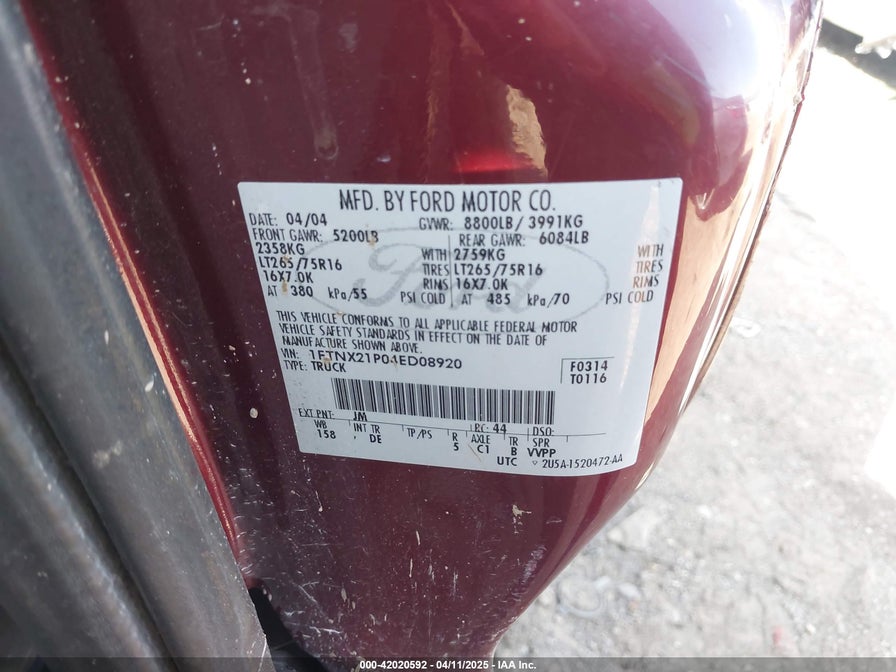 MFD. BY FORD MOTOR CO.
DATE: 04/04 GVWR: 8800LB/ 3991KG
FRONT GAWR: 5200LB REAR GAWR: 6084LB
2358KG WITH 2759KG WITH
LT265/75R16 TIRES LT265/75R16 TIRES
16X7.0K RIMS 16X7.0K RIMS
AT 380 kPa/55 PSI COLD AT 485 kPa/70 PSI COLD
Ford
THIS VEHICLE CONFORMS TO ALL APPLICABLE FEDERAL MOTOR
VEHICLE SAFETY STANDARDS IN EFFECT ON THE DATE OF
MANUFACTURE SHOWN ABOVE.
VIN: 1FTNX21P04ED08920 F0314
TYPE: TRUCK T0116
EXT PNT: JM RC: 44 DSO:
WB INT TR TP/PS R AXLE TR SPR
158 DE 5 C1 B VVPP
UTC 2U5A-1520472-AA
000-42020592 - 04/11/2025 - IAA Inc.